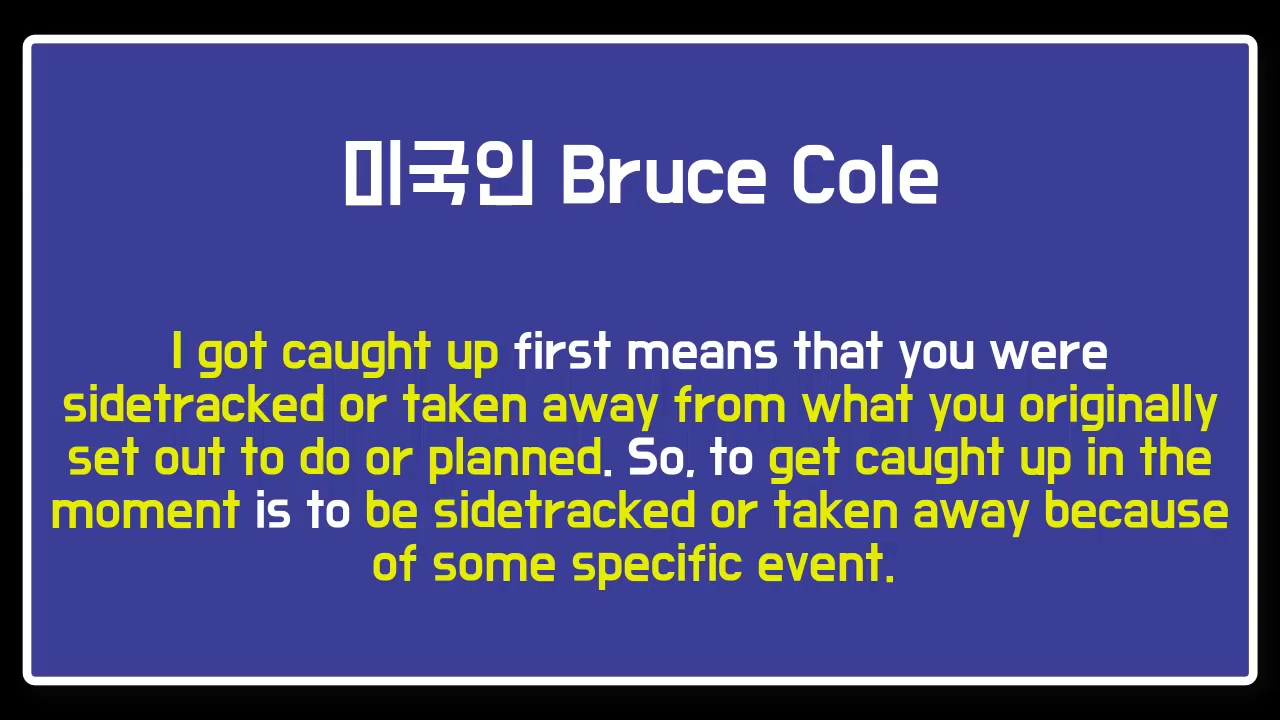 미국인 Bruce Cole
I got caught up first means that you were
sidetracked or taken away from what you originally
set out to do or planned. So, to get caught up in the
moment is to be sidetracked or taken away because
of some specific event.